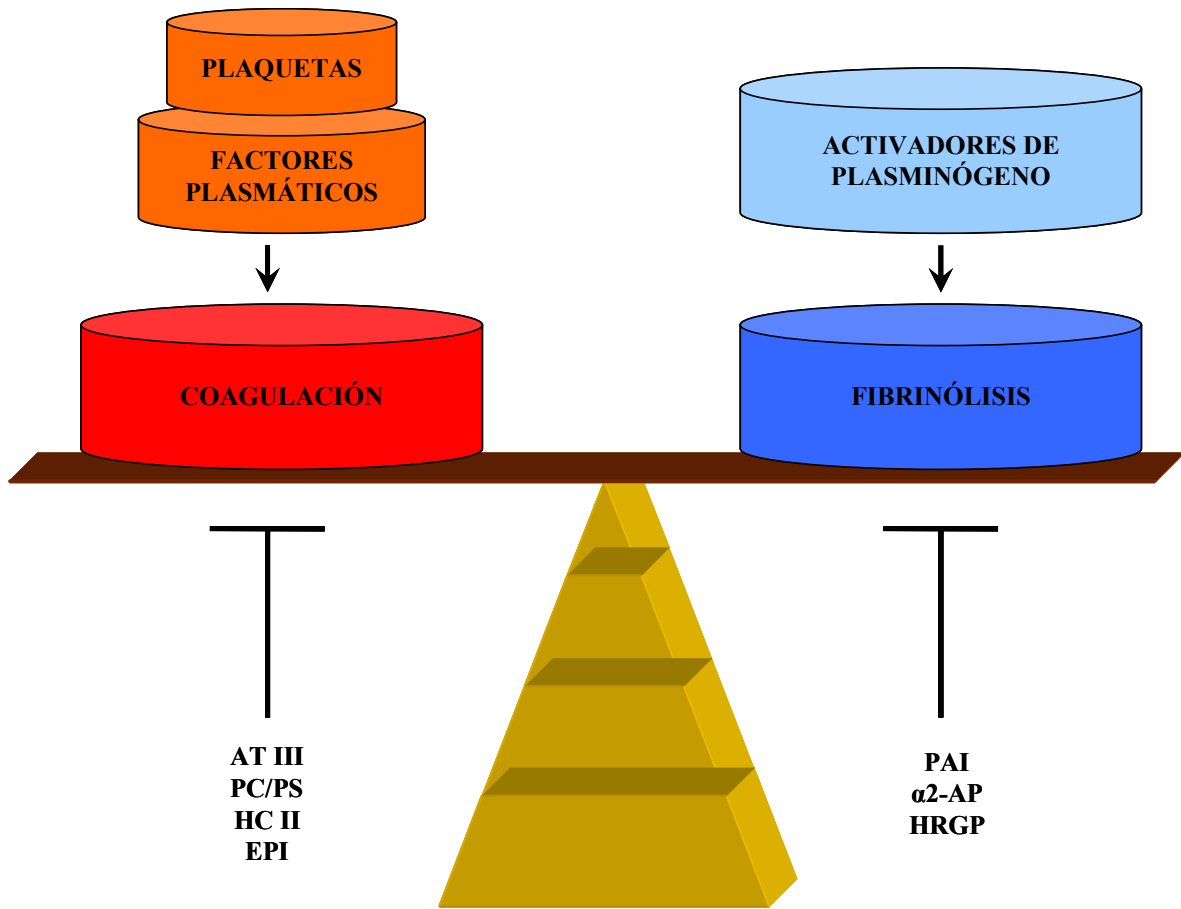 PLAQUETAS
FACTORES
PLASMÁTICOS
ACTIVADORES DE
PLASMINÓGENO
COAGULACIÓN
FIBRINÓLISIS
AT III
PC/PS
HC II
EPI
PAI
α2-AP
HRGP